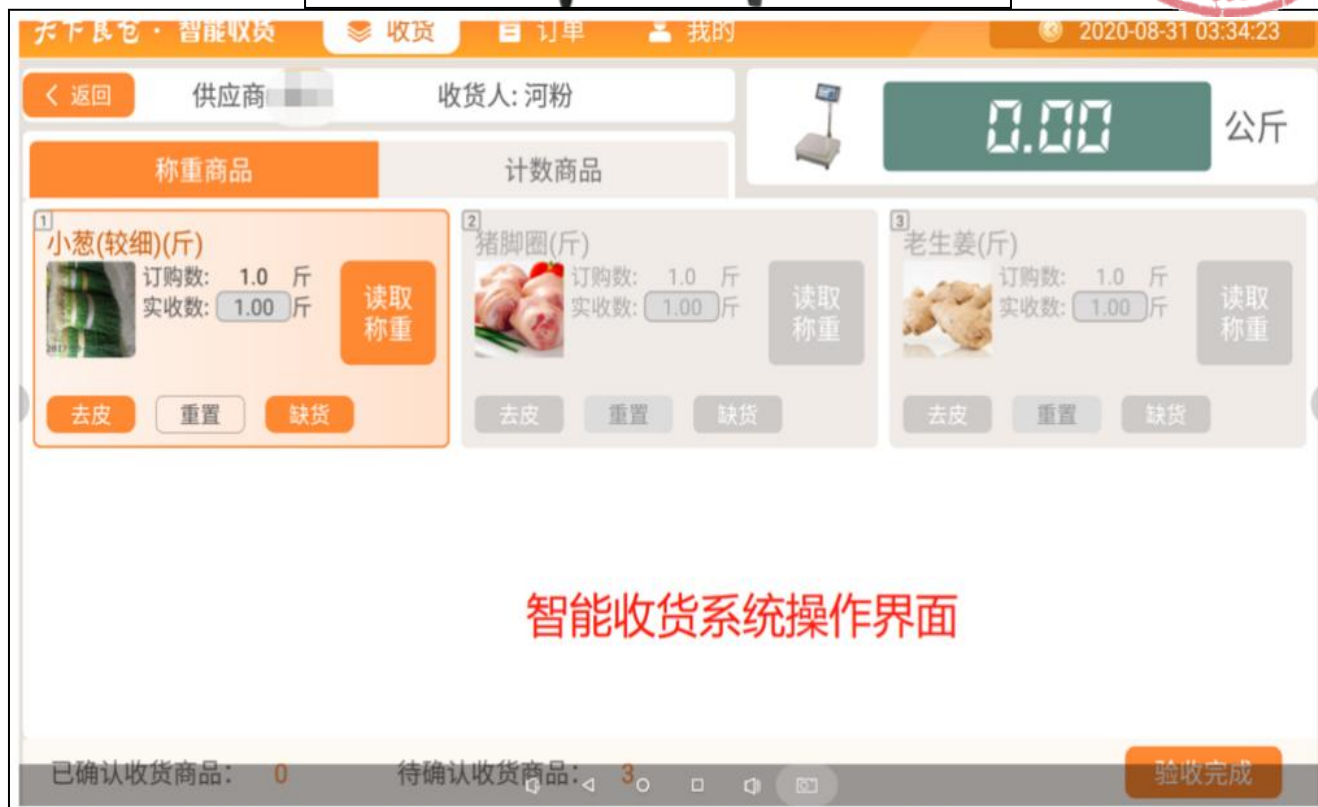 天下良仓·智能收货 收货 订单 我的 2020-08-31 03:34:23
返回 供应商 收货人: 河粉
0.00 公斤
称重商品 计数商品
1
小葱(较细)(斤)
订购数: 1.0 斤
实收数: 1.00 斤
读取
称重
去皮 重置 缺货
2
猪脚圈(斤)
订购数: 1.0 斤
实收数: 1.00 斤
读取
称重
去皮 重置 缺货
3
老生姜(斤)
订购数: 1.0 斤
实收数: 1.00 斤
读取
称重
去皮 重置 缺货
智能收货系统操作界面
已确认收货商品: 0 待确认收货商品: 3 验收完成